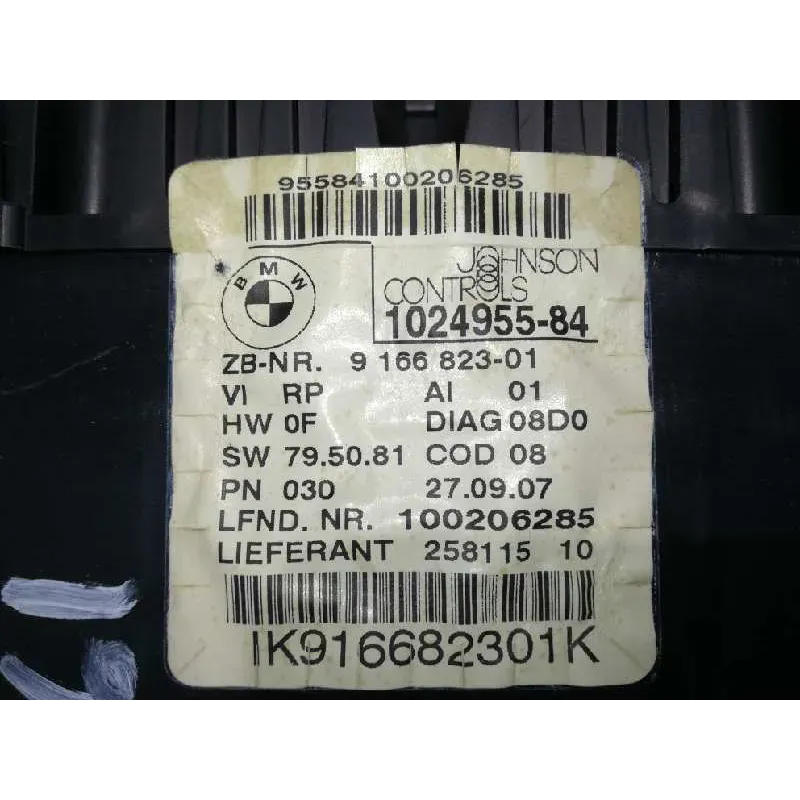 95584100206285
BMW
JOHNSON
CONTROLS
1024955-84
ZB-NR. 9 166 823-01
VI RP AI 01
HW 0F DIAG 08D0
SW 79.50.81 COD 08
PN 030 27.09.07
LFND. NR. 100206285
LIEFERANT 258115 10
IK916682301K